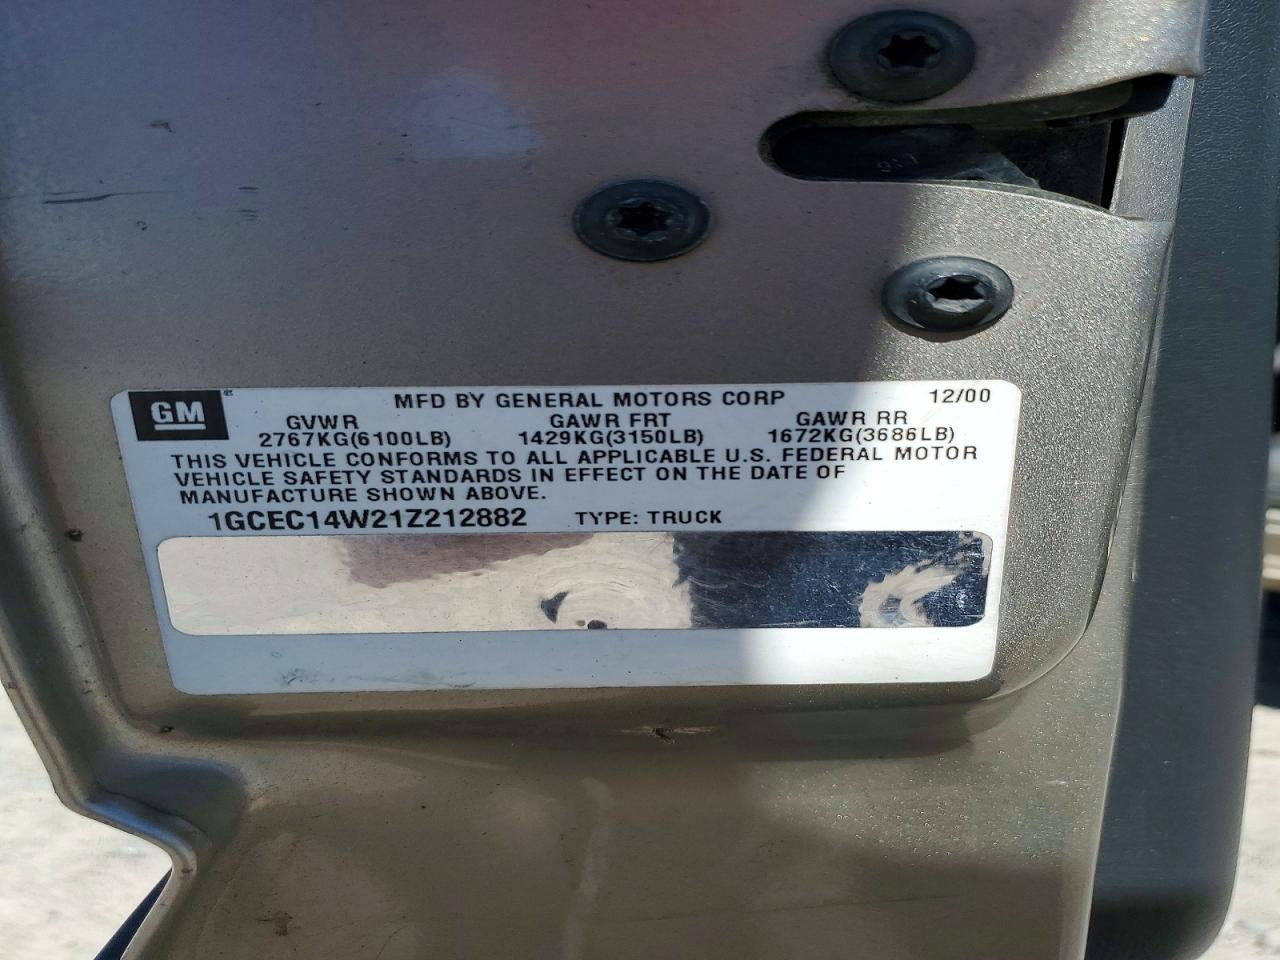 GM ® MFD BY GENERAL MOTORS CORP 12/00
GVWR GAWR FRT GAWR RR
2767KG(6100LB) 1429KG(3150LB) 1672KG(3686LB)
THIS VEHICLE CONFORMS TO ALL APPLICABLE U.S. FEDERAL MOTOR
VEHICLE SAFETY STANDARDS IN EFFECT ON THE DATE OF
MANUFACTURE SHOWN ABOVE.
1GCEC14W21Z212882 TYPE: TRUCK